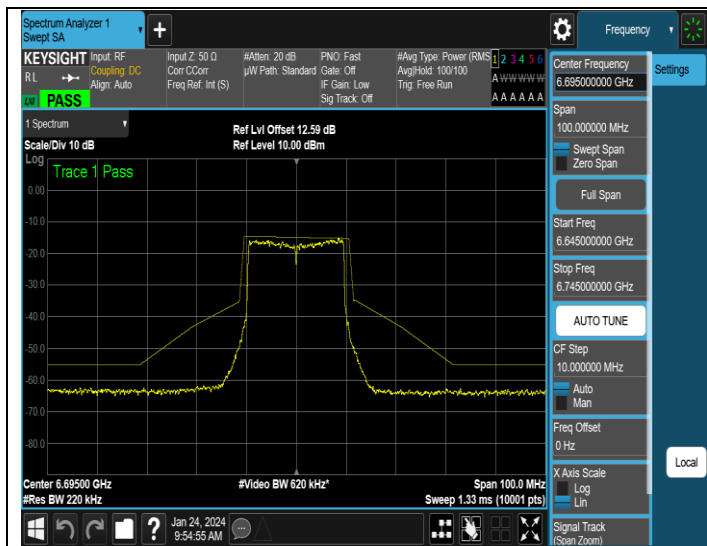 Spectrum Analyzer 1
Swept SA
Frequency
KEYSIGHT
RL
PASS
Input: RF
Coupling: DC
Align: Auto
Input Z: 50 Ω
Corr CCorr
Freq Ref: Int (S)
#Atten: 20 dB
µW Path: Standard
PNO: Fast
Gate: Off
IF Gain: Low
Sig Track: Off
#Avg Type: Power (RMS
Avg|Hold: 100/100
Trig: Free Run
1 2 3 4 5 6
A W W W W W
A A A A A A
Center Frequency
6.695000000 GHz
Settings
Span
100.000000 MHz
Swept Span
Zero Span
Full Span
Start Freq
6.645000000 GHz
Stop Freq
6.745000000 GHz
AUTO TUNE
CF Step
10.000000 MHz
Auto
Man
Freq Offset
0 Hz
X Axis Scale
Log
Lin
Signal Track
(Span Zoom)
Local
1 Spectrum
Scale/Div 10 dB
Ref Lvl Offset 12.59 dB
Ref Level 10.00 dBm
Log
Trace 1 Pass
0.00
-10.0
-20.0
-30.0
-40.0
-50.0
-60.0
-70.0
-80.0
Center 6.69500 GHz
#Res BW 220 kHz
#Video BW 620 kHz*
Span 100.0 MHz
Sweep 1.33 ms (10001 pts)
?
Jan 24, 2024
9:54:55 AM